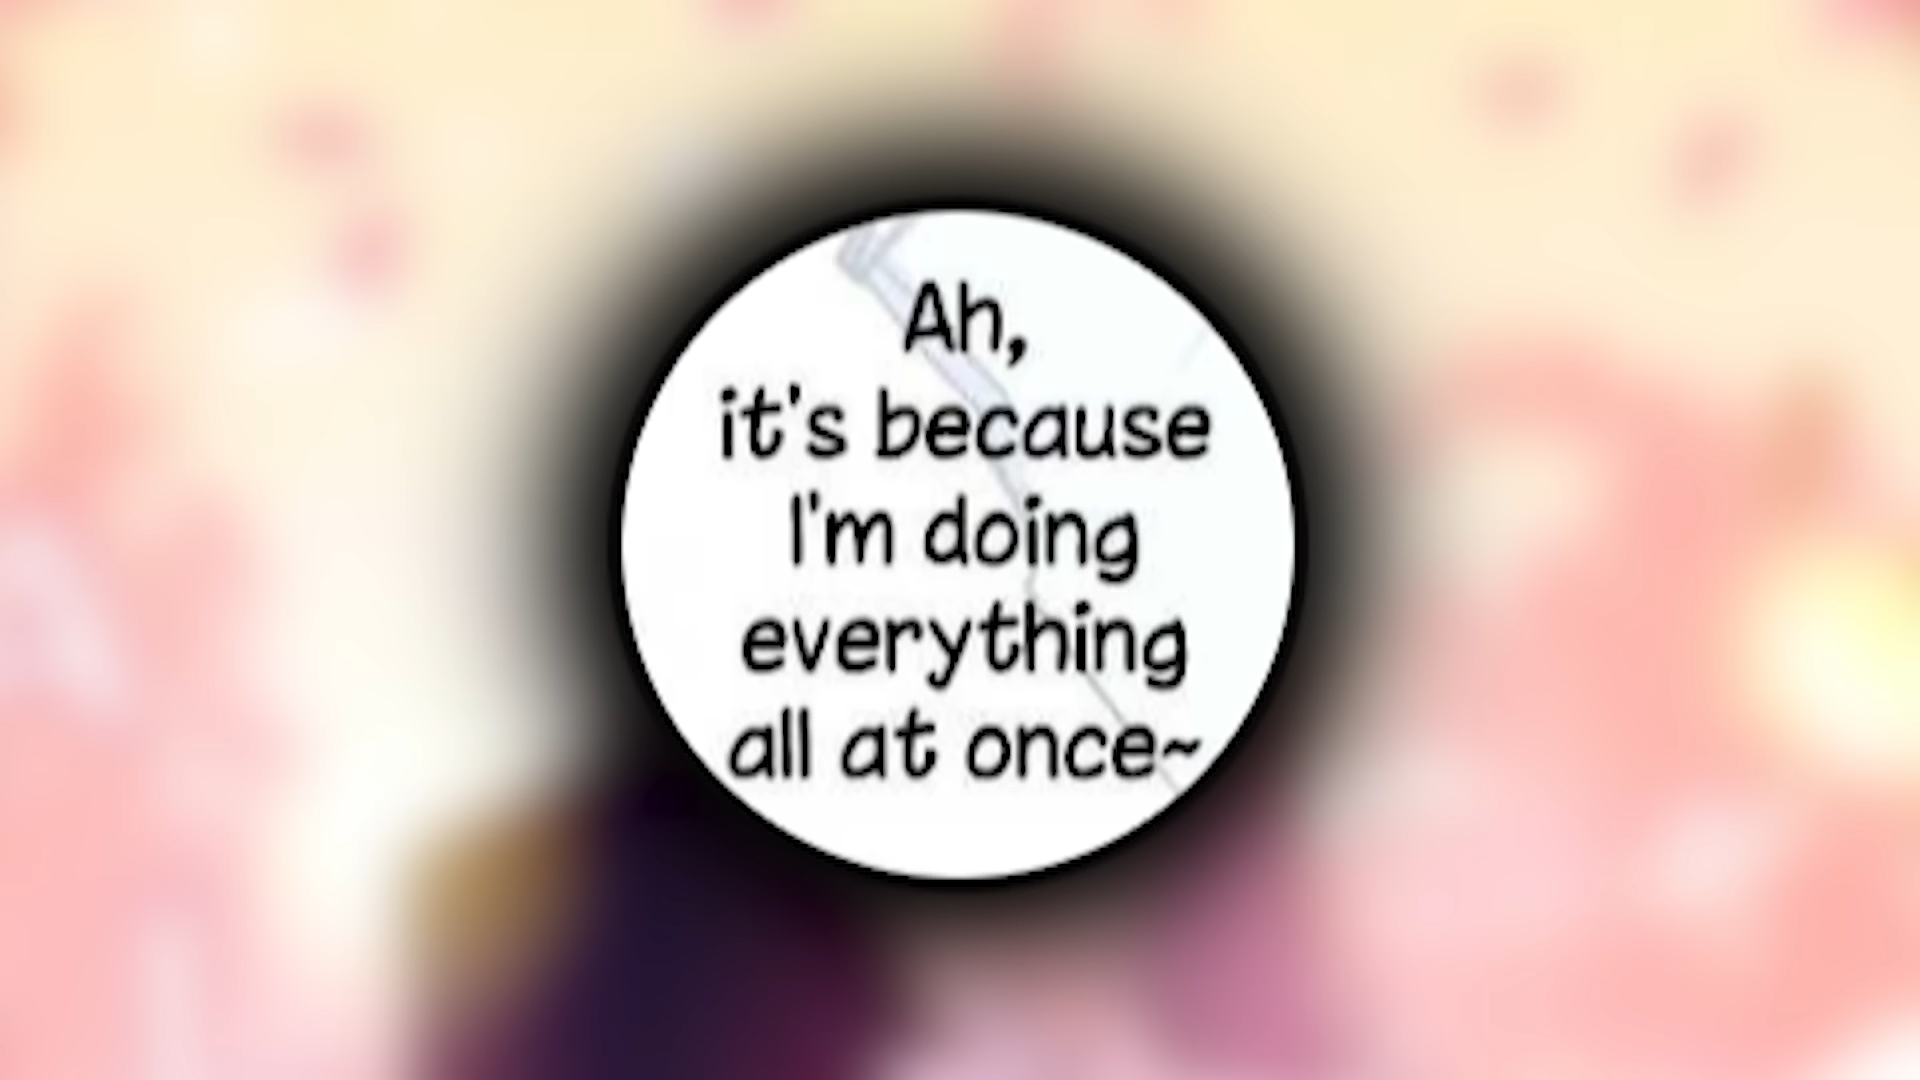 Ah,
it's because
I'm doing
everything
all at once~